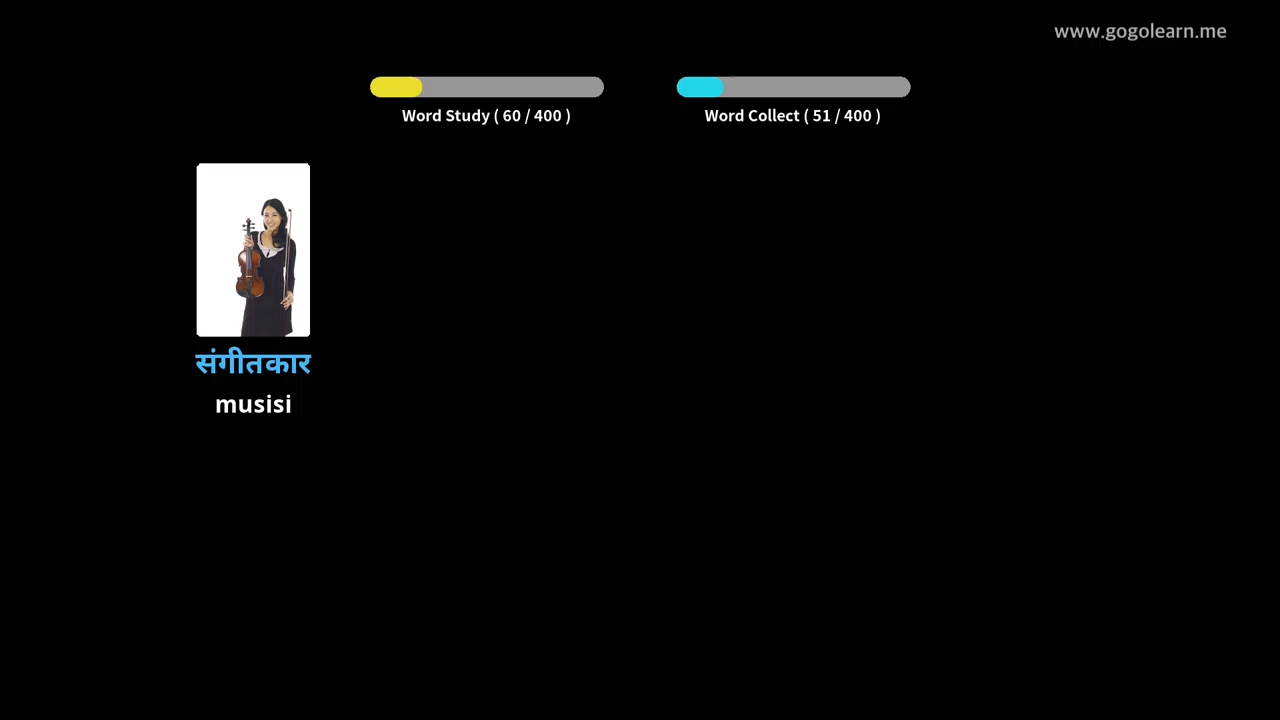 www.gogolearn.me
Word Study ( 60 / 400 )
Word Collect ( 51 / 400 )
संगीतकार
musisi